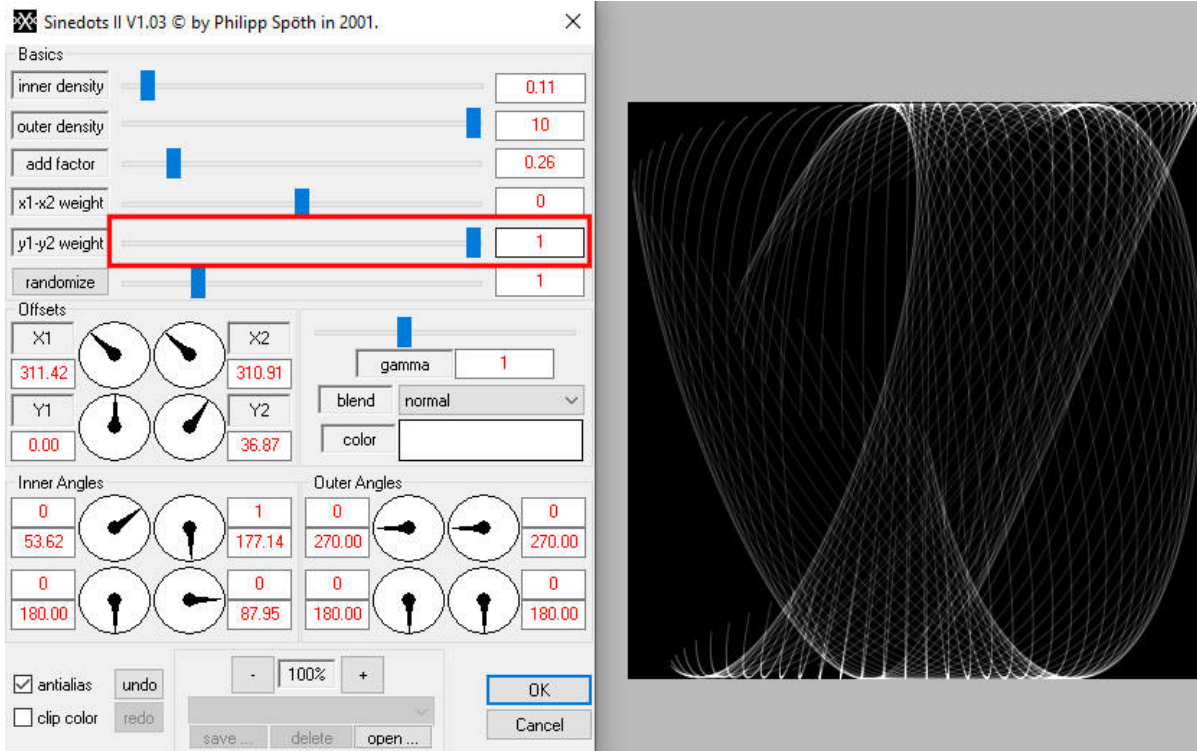 Sinedots II V1.03 © by Philipp Spöth in 2001.
Basics
inner density 0.11
outer density 10
add factor 0.26
x1-x2 weight 0
y1-y2 weight 1
randomize 1
Offsets
X1 X2
311.42 310.91
Y1 Y2
0.00 36.87
gamma 1
blend normal
color
Inner Angles
0 1
53.62 177.14
0 0
180.00 87.95
Outer Angles
0 0
270.00 270.00
0 0
180.00 180.00
antialias undo
clip color redo
- 100% +
save ... delete open ...
OK
Cancel